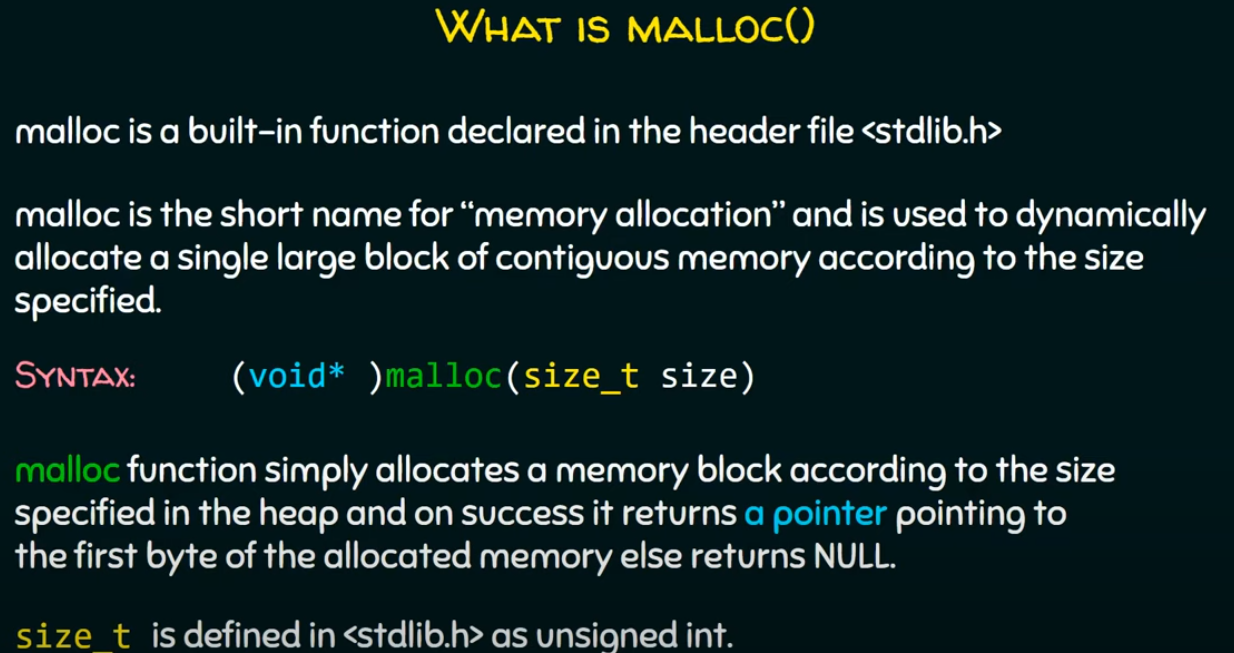 WHAT IS MALLOC()
malloc is a built-in function declared in the header file <stdlib.h>
malloc is the short name for “memory allocation” and is used to dynamically
allocate a single large block of contiguous memory according to the size
specified.
SYNTAX: (void* )malloc(size_t size)
malloc function simply allocates a memory block according to the size
specified in the heap and on success it returns a pointer pointing to
the first byte of the allocated memory else returns NULL.
size_t is defined in <stdlib.h> as unsigned int.